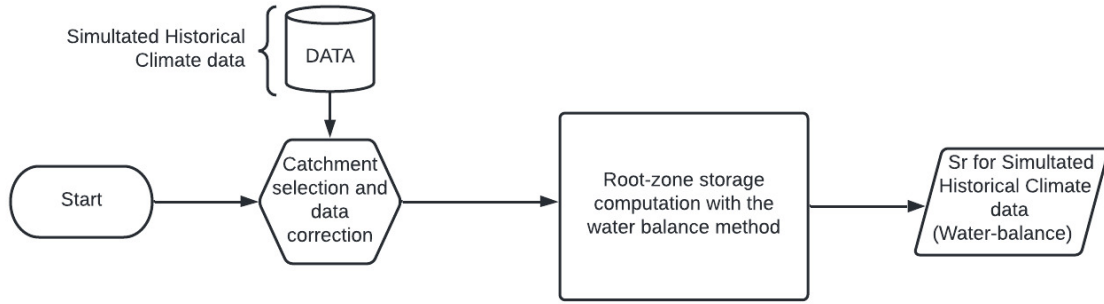 Simultated Historical
Climate data
DATA
Start
Catchment
selection and
data
correction
Root-zone storage
computation with the
water balance method
Sr for Simultated
Historical Climate
data
(Water-balance)